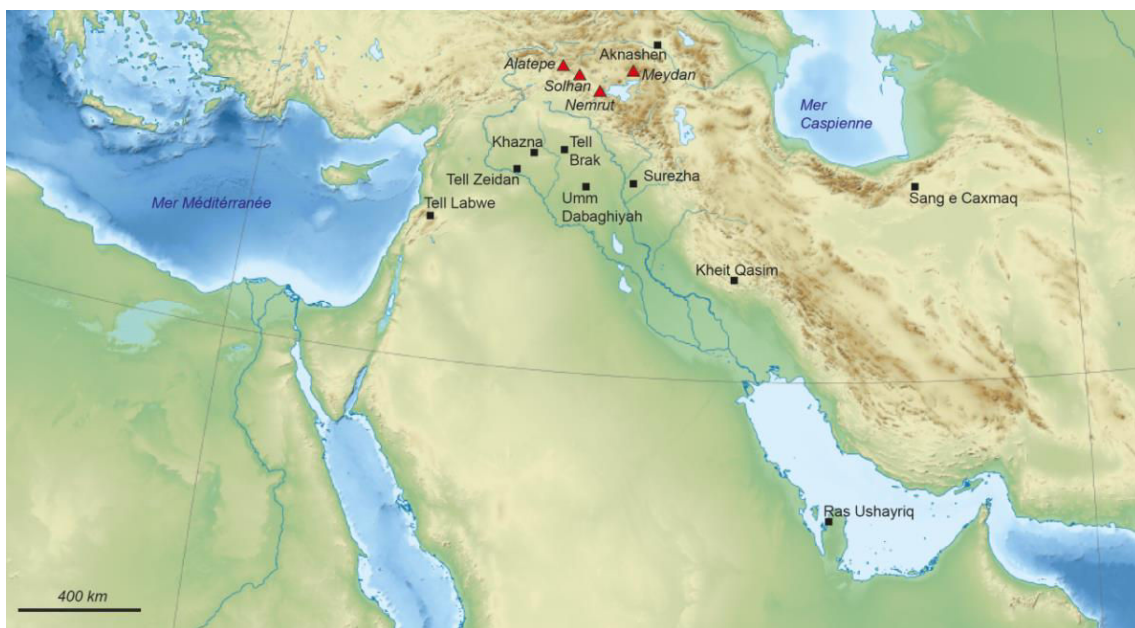 Aknashen
Alatepe
Meydan
Solhan
Nemrut
Mer
Caspienne
Khazna
Tell
Brak
Tell Zeidan
Surezha
Umm
Dabaghiyah
Sang e Caxmaq
Mer Méditérranée
Tell Labwe
Kheit Qasim
Ras Ushayriq
400 km